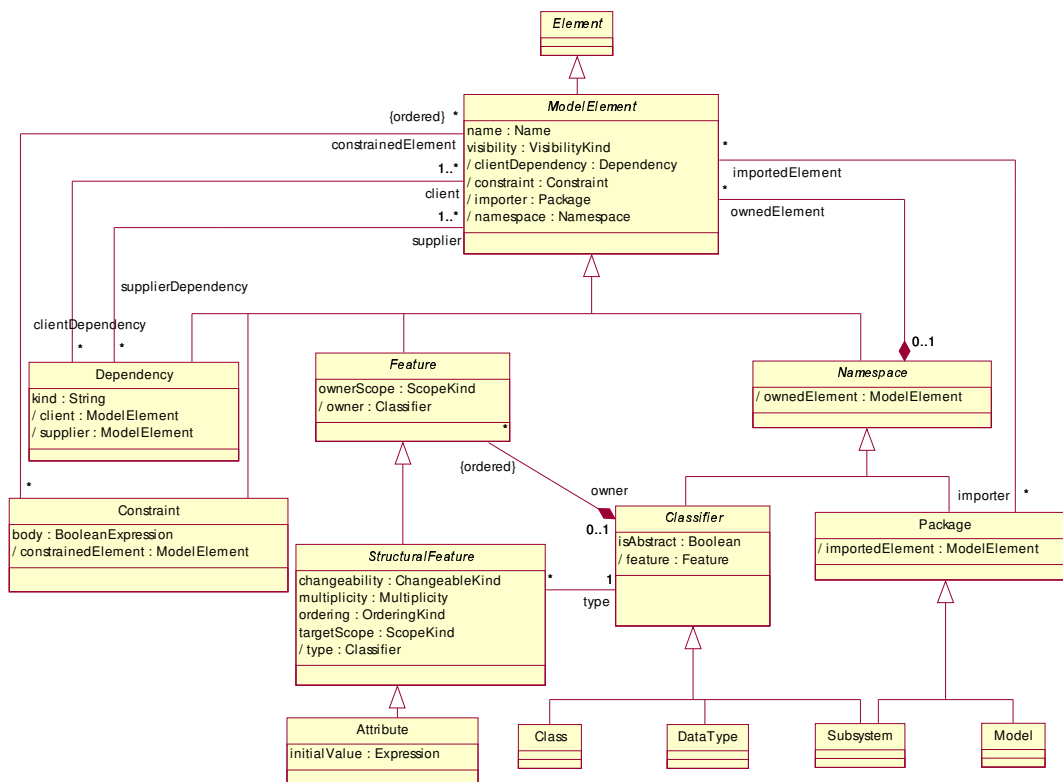 Element
ModelElement
name : Name
visibility : VisibilityKind
/ clientDependency : Dependency
/ constraint : Constraint
/ importer : Package
/ namespace : Namespace
{ordered} *
constrainedElement
1..*
client
1..*
supplier
*
importedElement
*
ownedElement
supplierDependency
clientDependency
*
*
0..1
Dependency
kind : String
/ client : ModelElement
/ supplier : ModelElement
Feature
ownerScope : ScopeKind
/ owner : Classifier
*
Namespace
/ ownedElement : ModelElement
{ordered}
owner
0..1
*
Constraint
body : BooleanExpression
/ constrainedElement : ModelElement
importer *
Classifier
isAbstract : Boolean
/ feature : Feature
Package
/ importedElement : ModelElement
StructuralFeature
changeability : ChangeableKind
multiplicity : Multiplicity
ordering : OrderingKind
targetScope : ScopeKind
/ type : Classifier
*
1
type
Attribute
initialValue : Expression
Class
DataType
Subsystem
Model